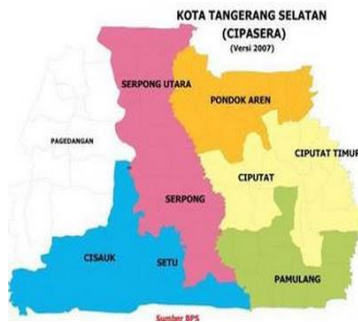 KOTA TANGERANG SELATAN
(CIPASERA)
(Versi 2007)
SERPONG UTARA
PONDOK AREN
PAGEDANGAN
CIPUTAT TIMUR
CIPUTAT
SERPONG
CISAUK
SETU
PAMULANG
Sumber BPS